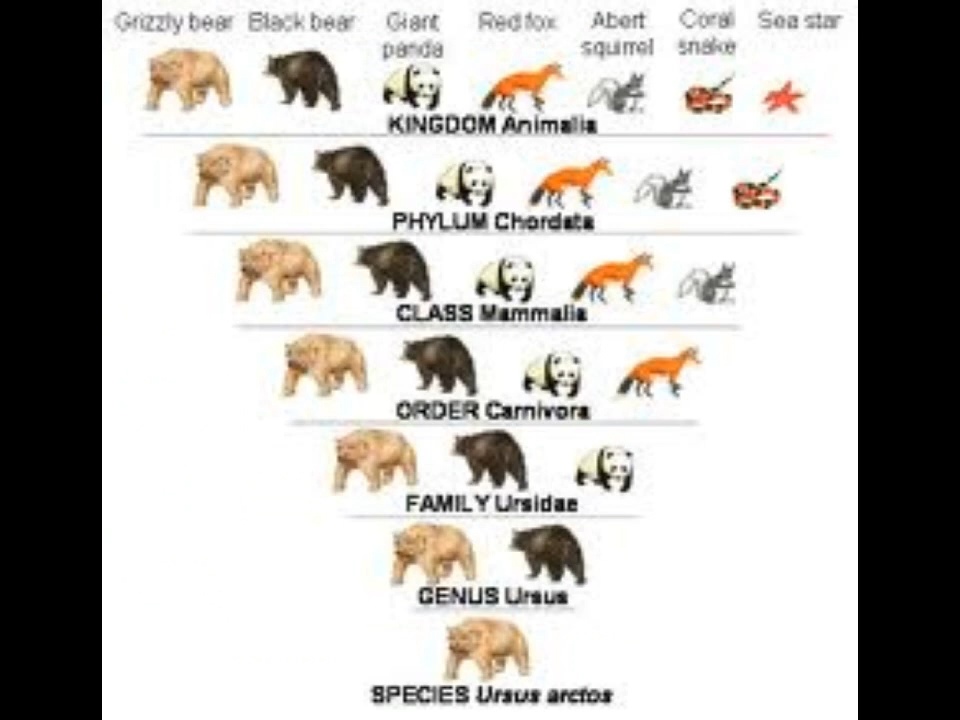 Grizzly bear Black bear Giant panda Red fox Abert squirrel Coral snake Sea star
KINGDOM Animalia
PHYLUM Chordata
CLASS Mammalia
ORDER Carnivora
FAMILY Ursidae
GENUS Ursus
SPECIES Ursus arctos